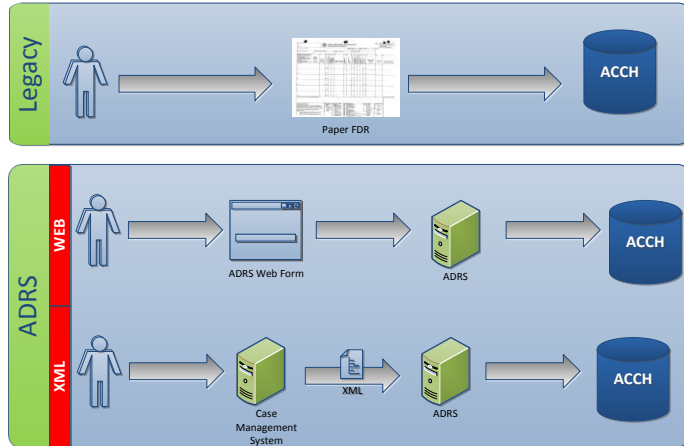 Legacy
ACCH
Paper FDR
ADRS
WEB
ADRS Web Form
ADRS
ACCH
XML
Case
Management
System
XML
ADRS
ACCH